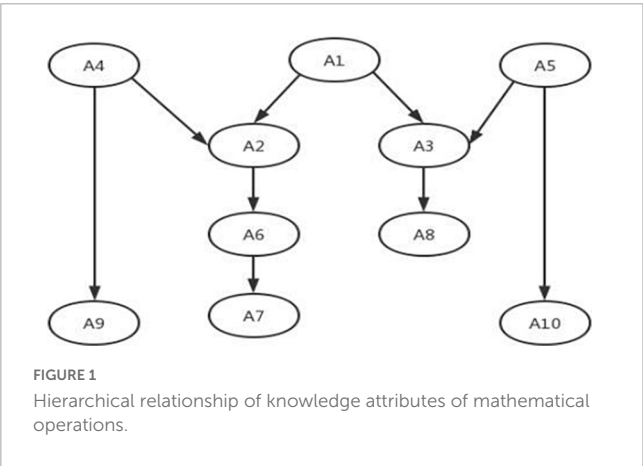 A4
A1
A5
A2
A3
A6
A8
A9
A7
A10
FIGURE 1
Hierarchical relationship of knowledge attributes of mathematical
operations.